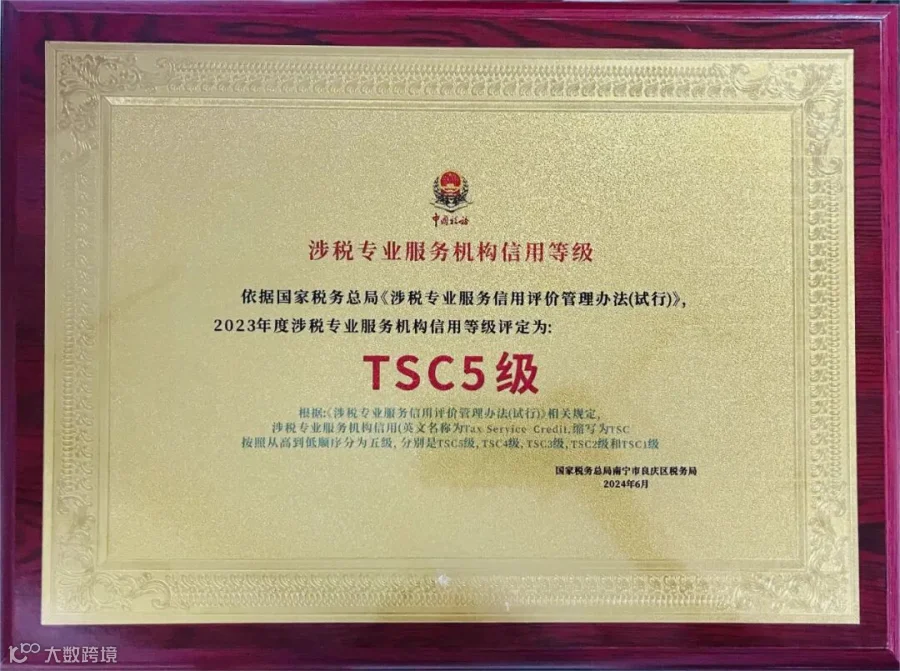 中国税务
涉税专业服务机构信用等级
依据国家税务总局《涉税专业服务信用评价管理办法(试行)》,
2023年度涉税专业服务机构信用等级评定为:
TSC5级
根据:《涉税专业服务信用评价管理办法(试行)》相关规定,
涉税专业服务机构信用(英文名称为Tax Service Credit,缩写为TSC
按照从高到低顺序分为五级, 分别是TSC5级, TSC4级, TSC3级, TSC2级和TSC1级
国家税务总局南宁市良庆区税务局
2024年6月
大数跨境